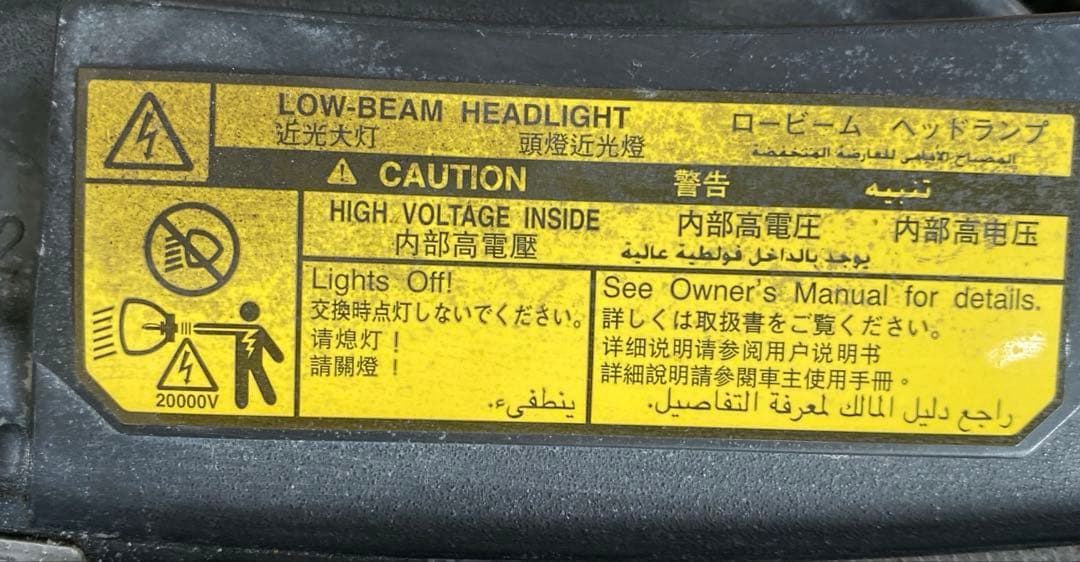 LOW-BEAM HEADLIGHT
近光大灯 頭燈近光燈
ロービーム ヘッドランプ
المصباح الأمامي للعارضة المنخفضة
CAUTION 警告 تنبيه
HIGH VOLTAGE INSIDE 内部高電圧 内部高电压
内部高電壓 يوجد بالداخل فولطية عالية
Lights Off!
交換時点灯しないでください。
请熄灯！
請關燈！
ينطفىء.
See Owner's Manual for details.
詳しくは取扱書をご覧ください。
详细说明请参阅用户说明书
詳細說明請參閱車主使用手冊。
راجع دليل المالك لمعرفة التفاصيل.
20000V